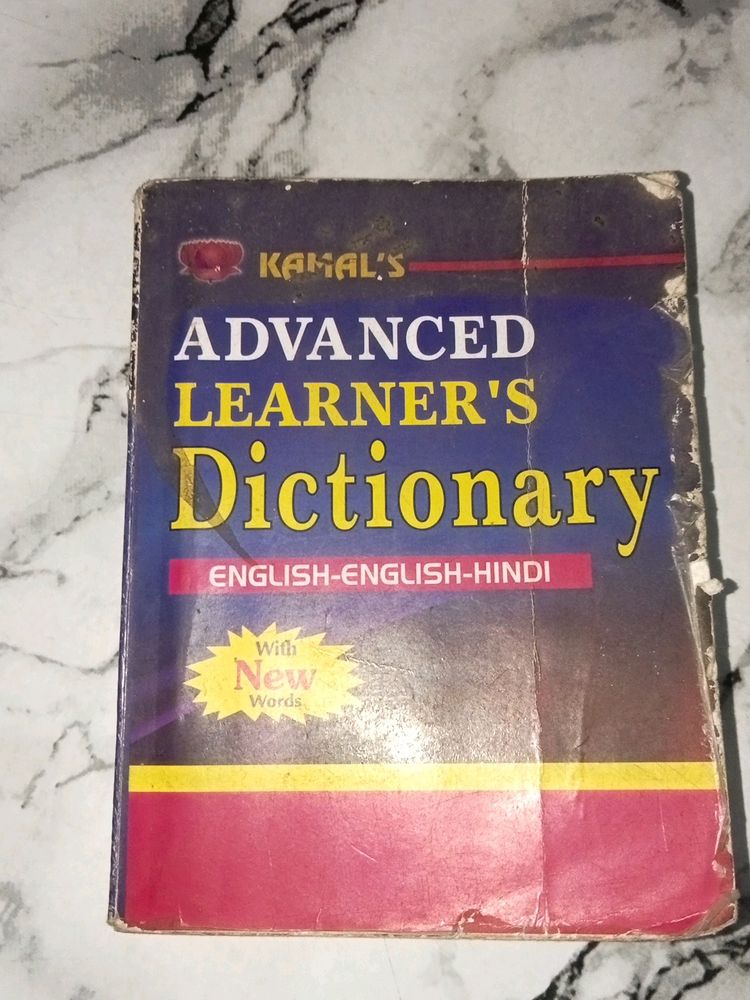 KAMAL'S
ADVANCED
LEARNER'S
Dictionary
ENGLISH-ENGLISH-HINDI
With
New
Words